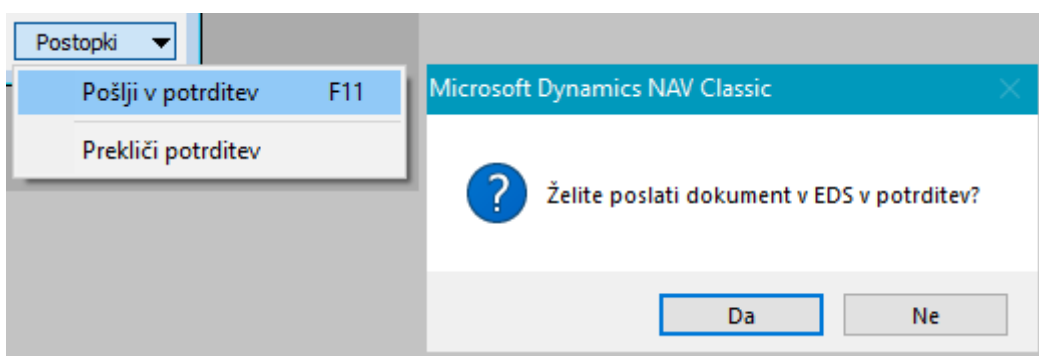 Postopki
Pošlji v potrditev F11
Prekliči potrditev
Microsoft Dynamics NAV Classic
Želite poslati dokument v EDS v potrditev?
Da
Ne